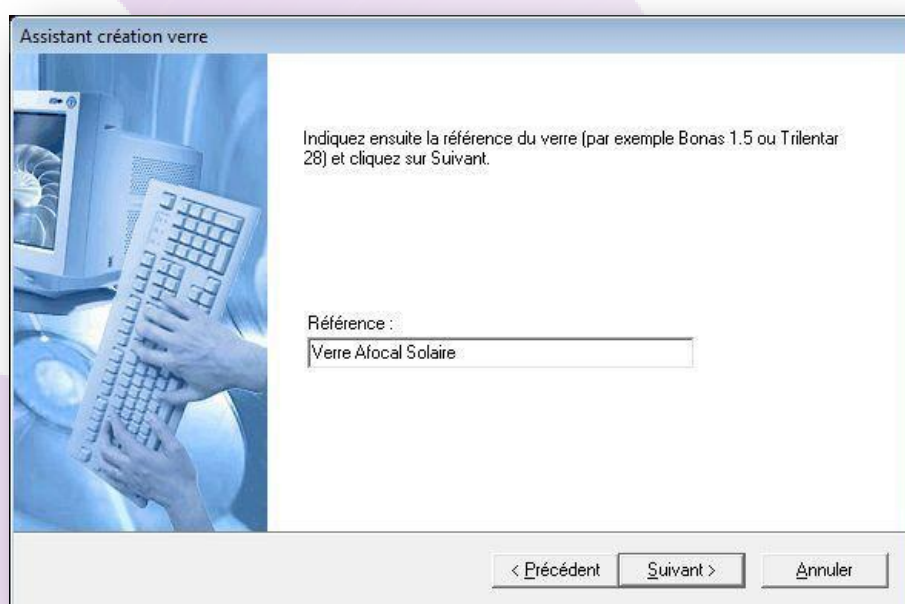 Assistant création verre
Indiquez ensuite la référence du verre (par exemple Bonas 1.5 ou Trilentar
28) et cliquez sur Suivant.
Référence :
Verre Afocal Solaire
< Précédent
Suivant >
Annuler